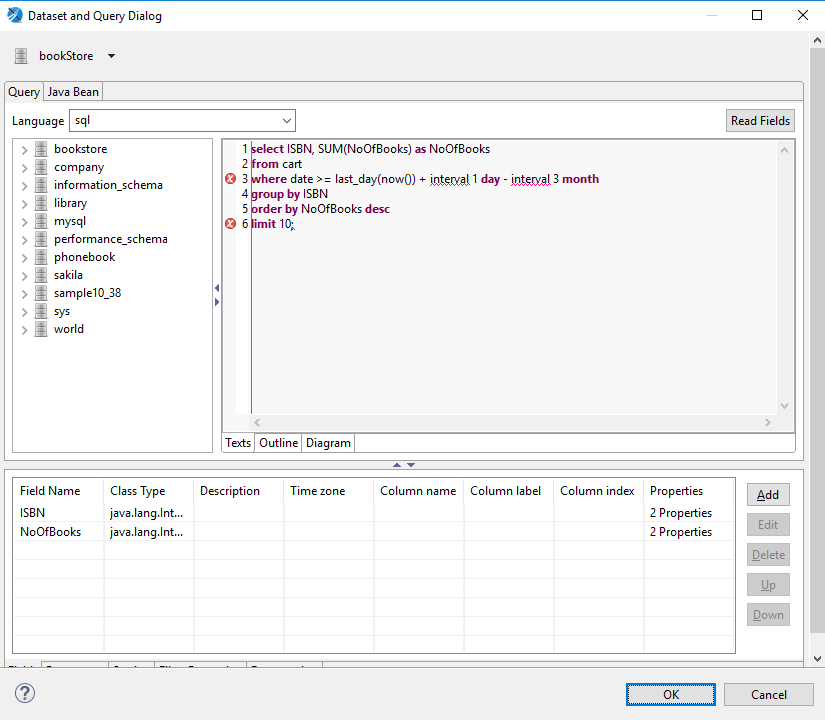 Dataset and Query Dialog
bookStore
Query Java Bean
Language sql Read Fields
bookstore
company
information_schema
library
mysql
performance_schema
phonebook
sakila
sample10_38
sys
world
1 select ISBN, SUM(NoOfBooks) as NoOfBooks
2 from cart
3 where date >= last_day(now()) + interval 1 day - interval 3 month
4 group by ISBN
5 order by NoOfBooks desc
6 limit 10;
Texts Outline Diagram
Field Name Class Type Description Time zone Column name Column label Column index Properties
ISBN java.lang.Int... 2 Properties
NoOfBooks java.lang.Int... 2 Properties
Add
Edit
Delete
Up
Down
OK Cancel